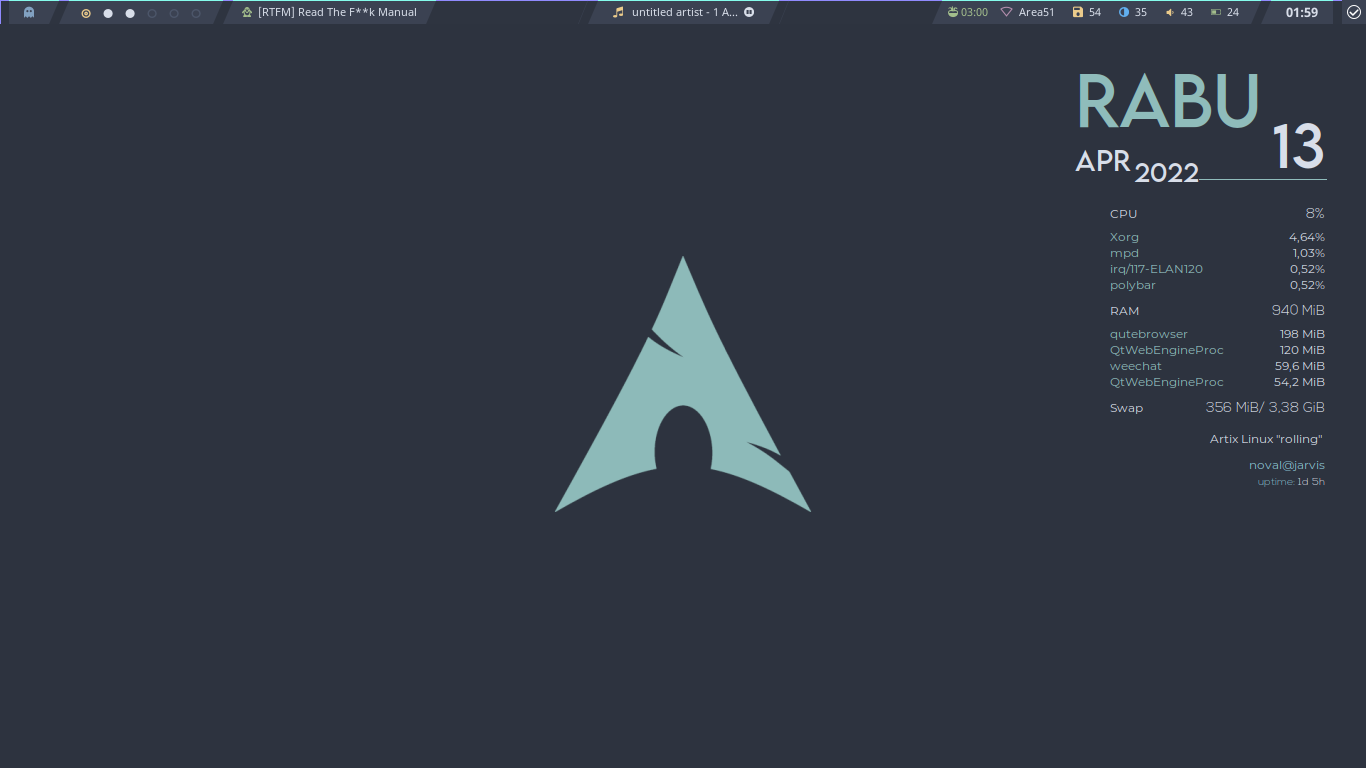 [RTFM] Read The F**k Manual
untitled artist - 1 A...
03:00 Area51 54 35 43 24
01:59
RABU
13
APR 2022
CPU 8%
Xorg 4,64%
mpd 1,03%
irq/117-ELAN120 0,52%
polybar 0,52%
RAM 940 MiB
qutebrowser 198 MiB
QtWebEngineProc 120 MiB
weechat 59,6 MiB
QtWebEngineProc 54,2 MiB
Swap 356 MiB/ 3,38 GiB
Artix Linux "rolling"
noval@jarvis
uptime: 1d 5h